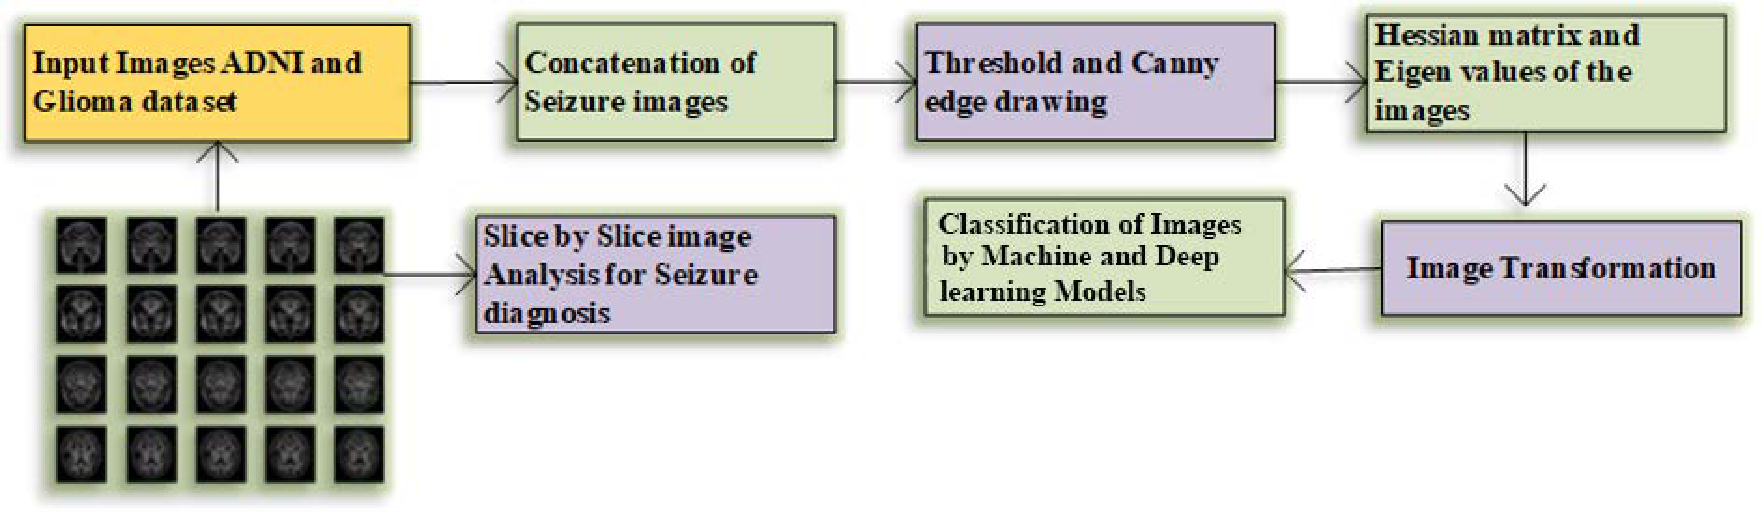 Input Images ADNI and
Glioma dataset
Concatenation of
Seizure images
Threshold and Canny
edge drawing
Hessian matrix and
Eigen values of the
images
Slice by Slice image
Analysis for Seizure
diagnosis
Classification of Images
by Machine and Deep
learning Models
Image Transformation